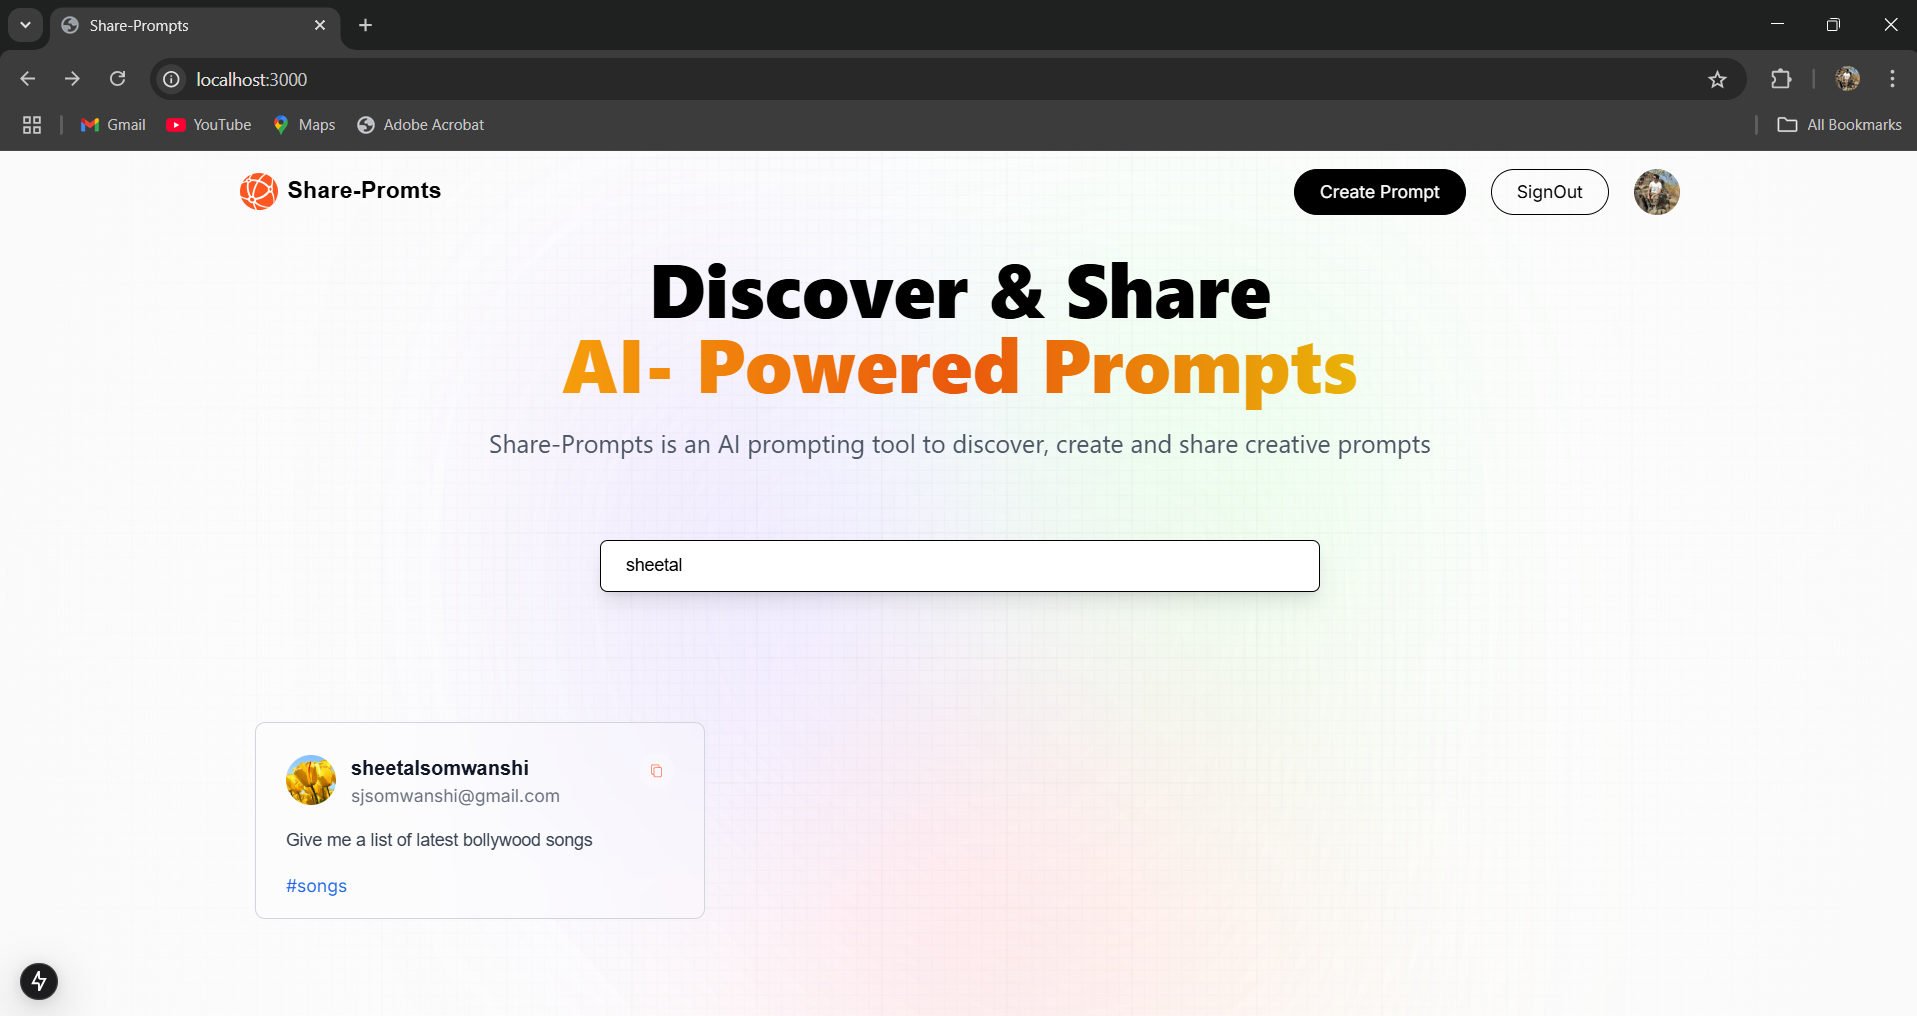 Share-Prompts
localhost:3000
Gmail
YouTube
Maps
Adobe Acrobat
All Bookmarks
Share-Promts
Create Prompt
SignOut
Discover & Share
AI- Powered Prompts
Share-Prompts is an AI prompting tool to discover, create and share creative prompts
sheetal
sheetalsomwanshi
sjsomwanshi@gmail.com
Give me a list of latest bollywood songs
#songs